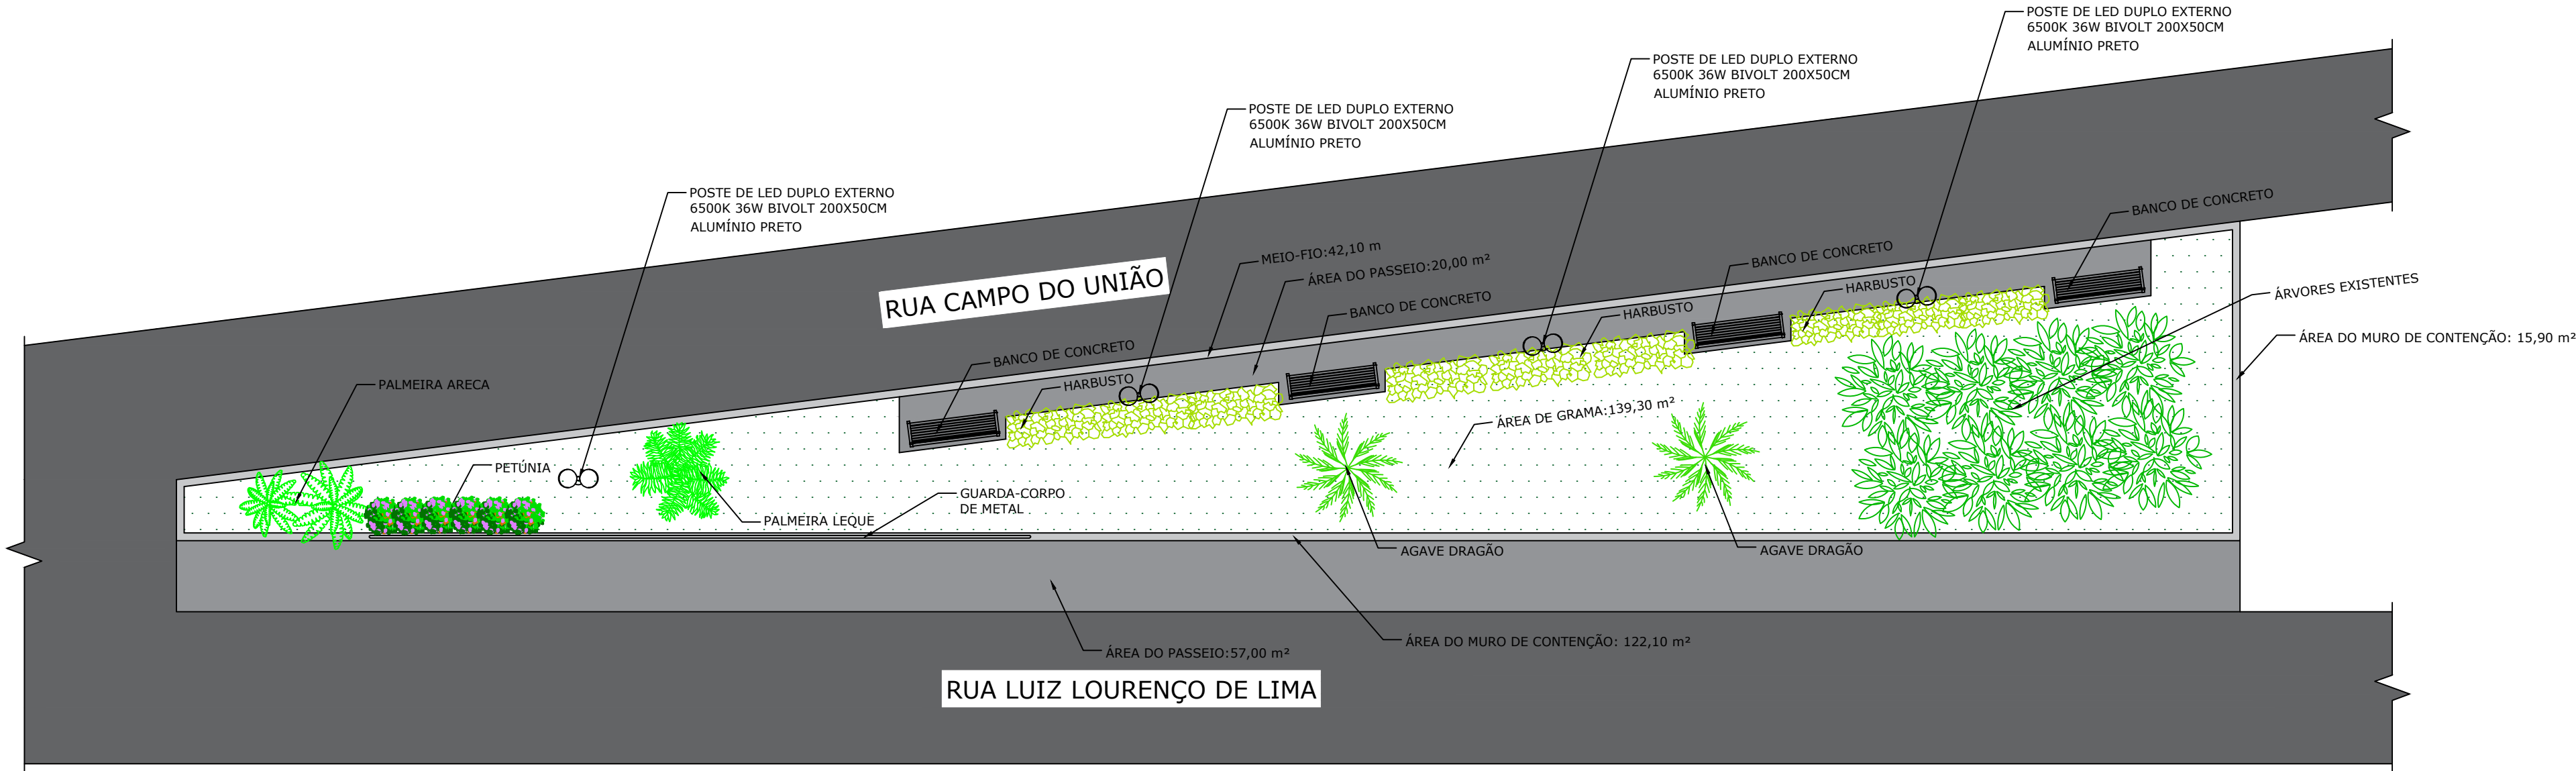 POSTE DE LED DUPLO EXTERNO
6500K 36W BIVOLT 200X50CM
ALUMÍNIO PRETO
POSTE DE LED DUPLO EXTERNO
6500K 36W BIVOLT 200X50CM
ALUMÍNIO PRETO
POSTE DE LED DUPLO EXTERNO
6500K 36W BIVOLT 200X50CM
ALUMÍNIO PRETO
POSTE DE LED DUPLO EXTERNO
6500K 36W BIVOLT 200X50CM
ALUMÍNIO PRETO
BANCO DE CONCRETO
MEIO-FIO:42,10 m
BANCO DE CONCRETO
ÁRVORES EXISTENTES
RUA CAMPO DO UNIÃO
ÁREA DO PASSEIO:20,00 m²
HARBUSTO
BANCO DE CONCRETO
HARBUSTO
ÁREA DO MURO DE CONTENÇÃO: 15,90 m²
BANCO DE CONCRETO
HARBUSTO
PALMEIRA ARECA
ÁREA DE GRAMA:139,30 m²
PETÚNIA
GUARDA-CORPO
DE METAL
PALMEIRA LEQUE
AGAVE DRAGÃO
AGAVE DRAGÃO
ÁREA DO MURO DE CONTENÇÃO: 122,10 m²
ÁREA DO PASSEIO:57,00 m²
RUA LUIZ LOURENÇO DE LIMA